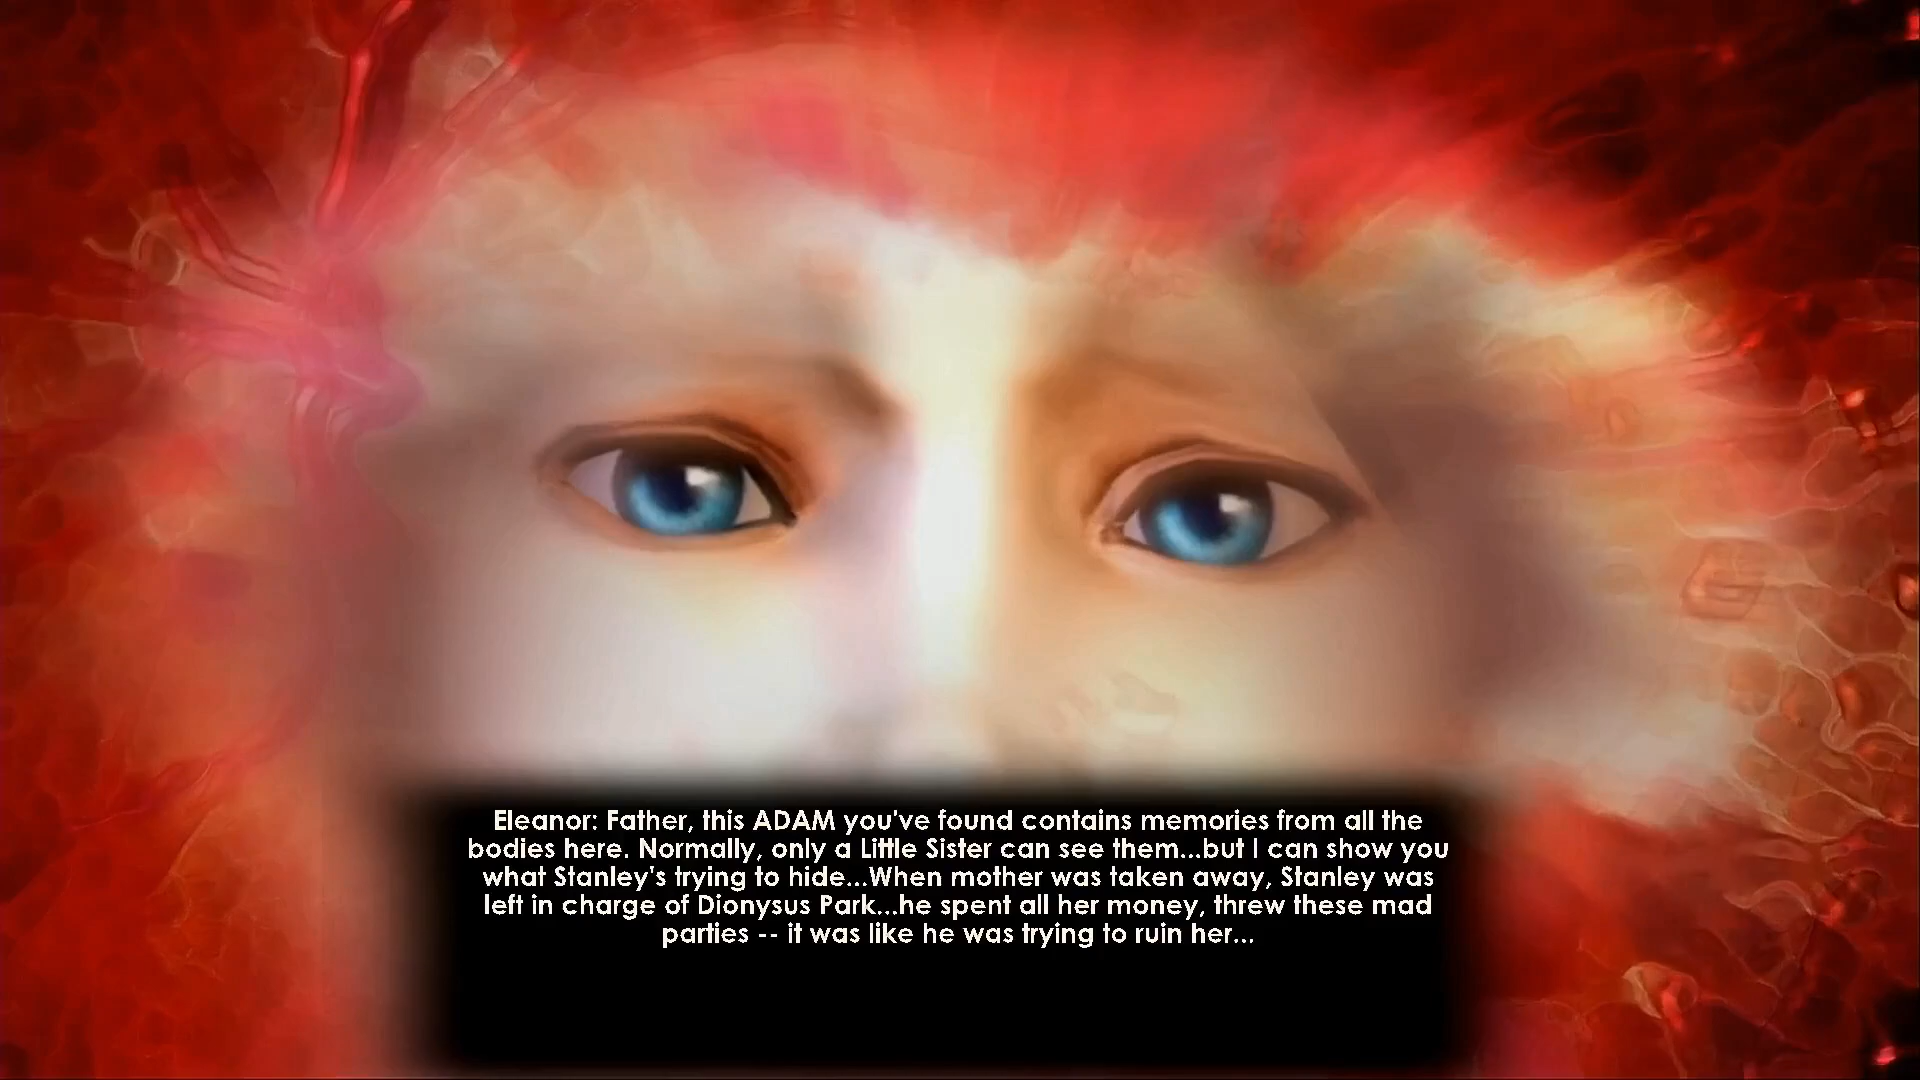 Eleanor: Father, this ADAM you've found contains memories from all the
bodies here. Normally, only a Little Sister can see them...but I can show you
what Stanley's trying to hide...When mother was taken away, Stanley was
left in charge of Dionysus Park...he spent all her money, threw these mad
parties -- it was like he was trying to ruin her...